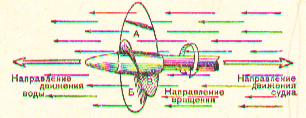 А
Б
В
Направление
движения
воды
Направление
вращения
Направление
движения
судна